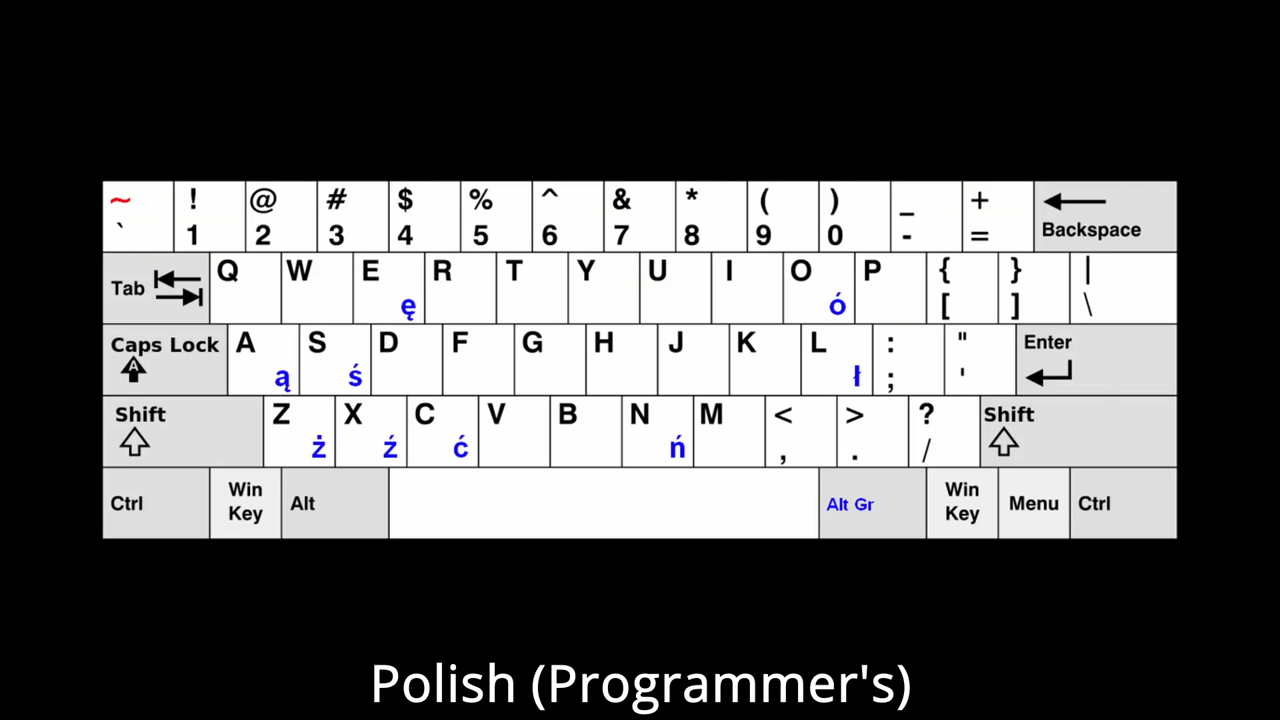 ~ ! @ # $ % ^ & * ( ) _ +
` 1 2 3 4 5 6 7 8 9 0 - = Backspace
Tab Q W E R T Y U I O P { } |
ę ó [ ] \
Caps Lock A S D F G H J K L : " Enter
A ą ś ł ; '
Shift Z X C V B N M < > ? Shift
ż ź ć ń , . /
Ctrl Win Key Alt Alt Gr Win Key Menu Ctrl
Polish (Programmer's)